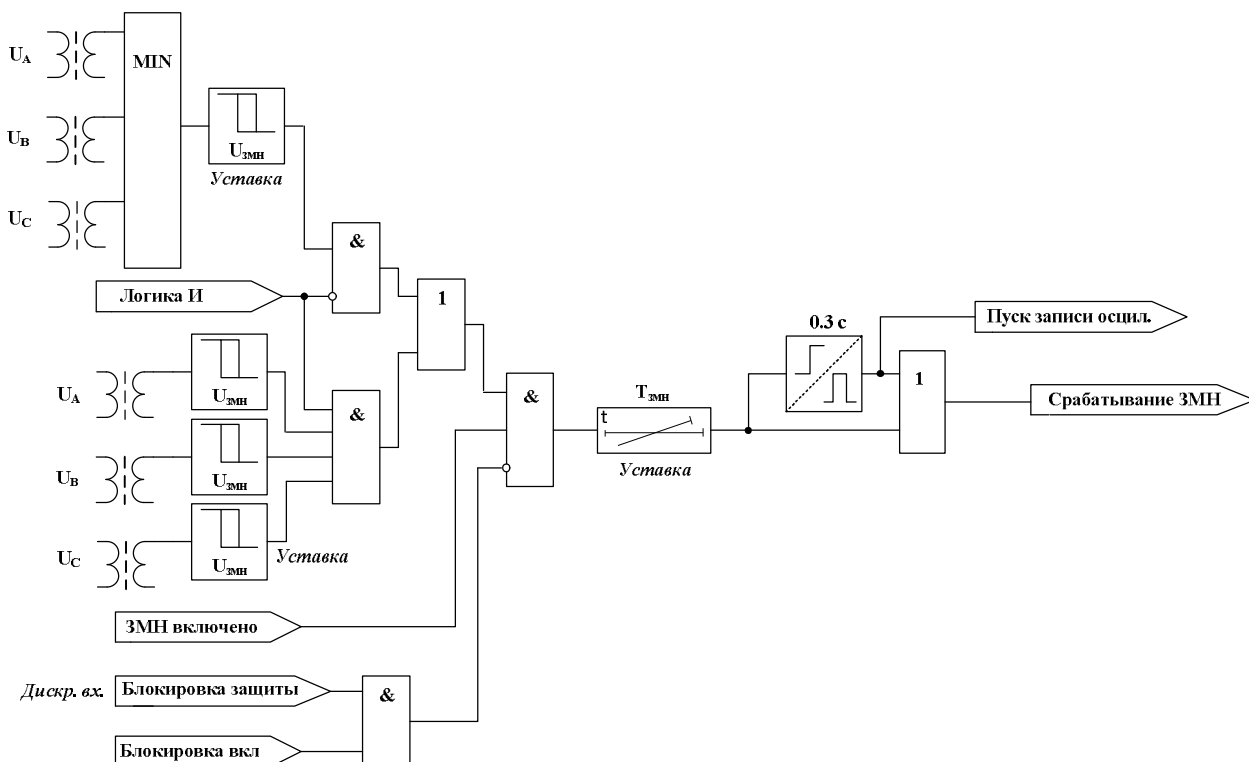 U_A
MIN
U_B
U_змн
Уставка
U_C
&
Логика И
1
0.3 с
Пуск записи осцил.
U_A
U_змн
&
&
T_змн
1
Срабатывание ЗМН
t
U_B
U_змн
Уставка
U_C
U_змн
Уставка
ЗМН включено
Дискр. вх.
Блокировка защиты
&
Блокировка вкл